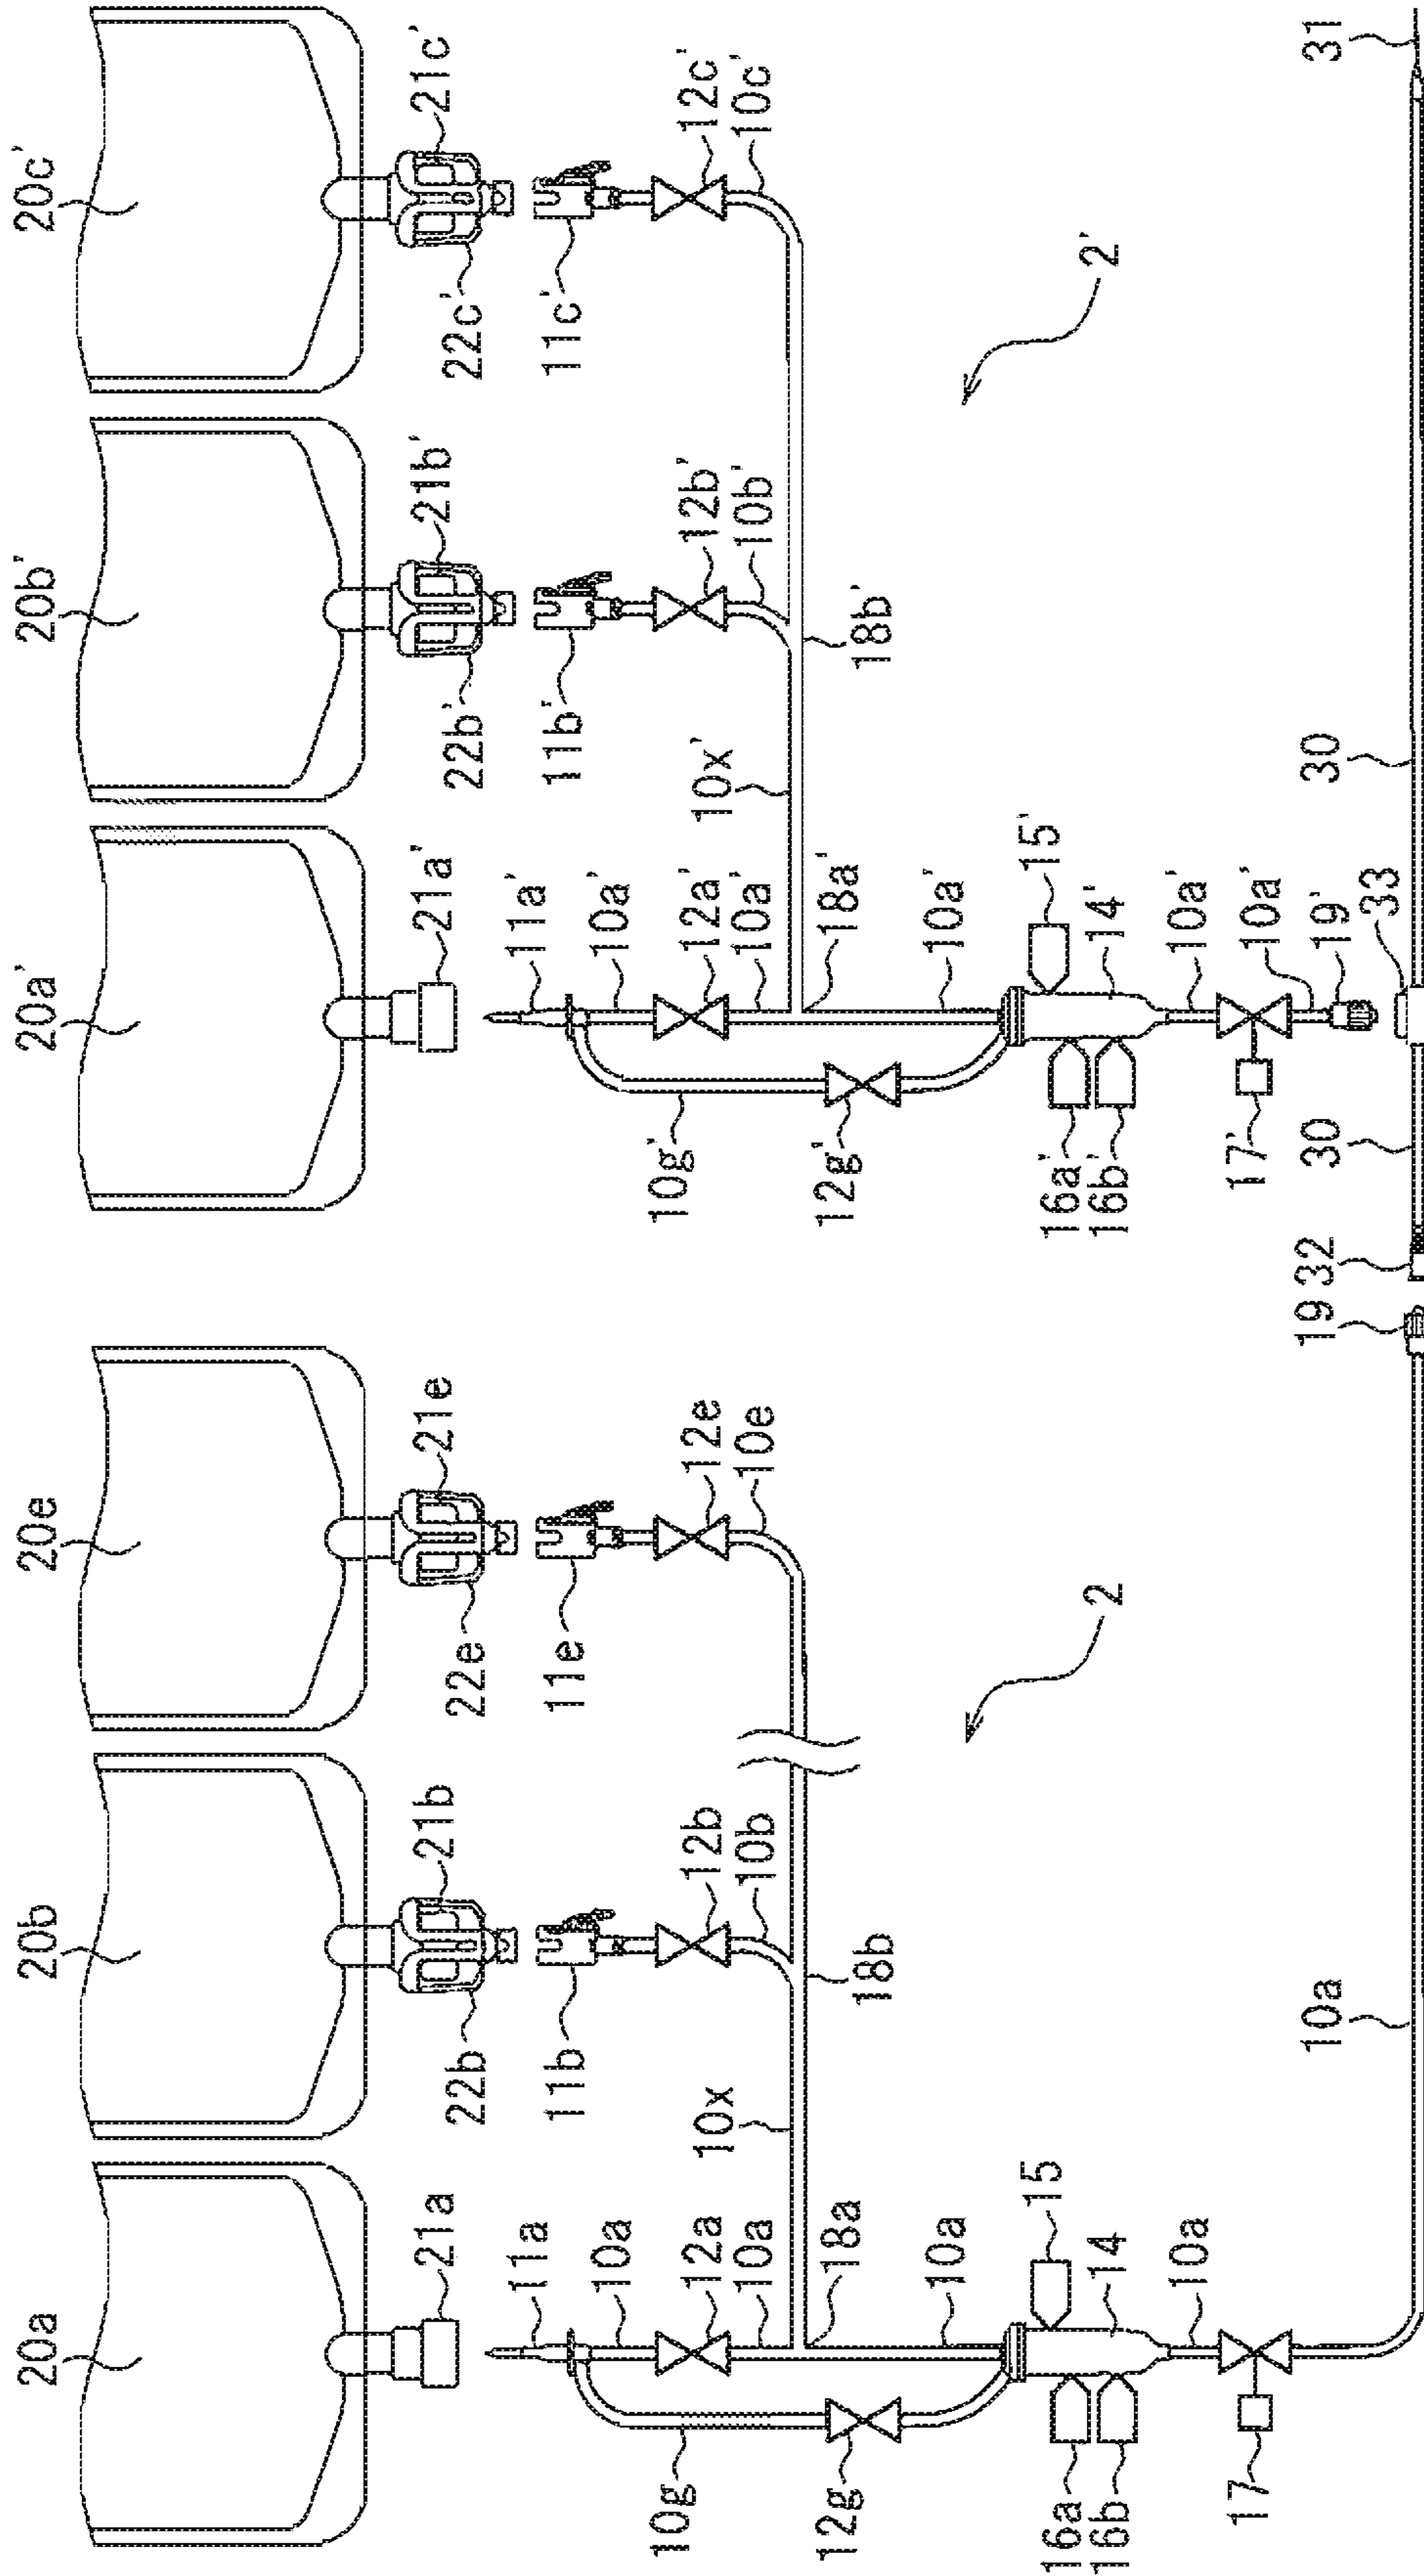 20a
20b
20e
20a'
20b'
20c'
21a
21b
21e
21a'
21b'
21c'
22b
22e
22b'
22c'
11a
11b
11e
11a'
11b'
11c'
10a
12a
10a
12b
10b
12e
10e
10a'
12a'
10a'
12b'
10b'
12c'
10c'
10g
10x
10g'
10x'
18a
18b
18a'
18b'
12g
10a
12g'
10a'
2
2'
15
14
15'
14'
16a
16b
16a'
16b'
10a
10a'
17
17'
10a'
19'
10a
19
32
30
33
30
31